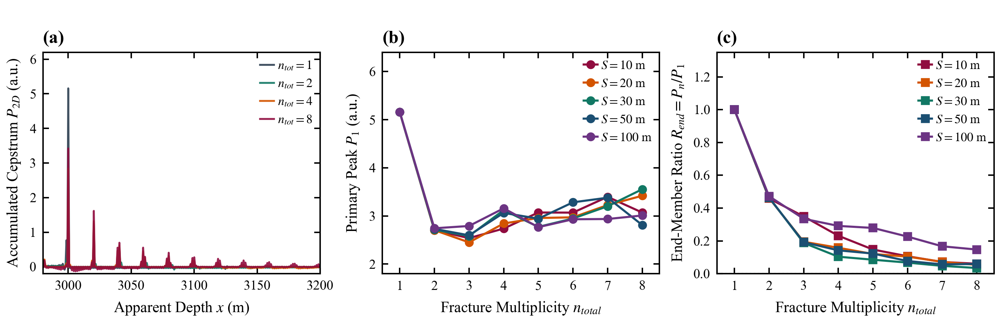 (a)
Accumulated Cepstrum P2D (a.u.)
6
5
4
3
2
1
0
ntot = 1
ntot = 2
ntot = 4
ntot = 8
3000 3050 3100 3150 3200
Apparent Depth x (m)
(b)
Primary Peak P1 (a.u.)
6
5
4
3
2
S = 10 m
S = 20 m
S = 30 m
S = 50 m
S = 100 m
1 2 3 4 5 6 7 8
Fracture Multiplicity ntotal
(c)
End-Member Ratio Rend = Pn/P1
1.2
1.0
0.8
0.6
0.4
0.2
0.0
S = 10 m
S = 20 m
S = 30 m
S = 50 m
S = 100 m
1 2 3 4 5 6 7 8
Fracture Multiplicity ntotal